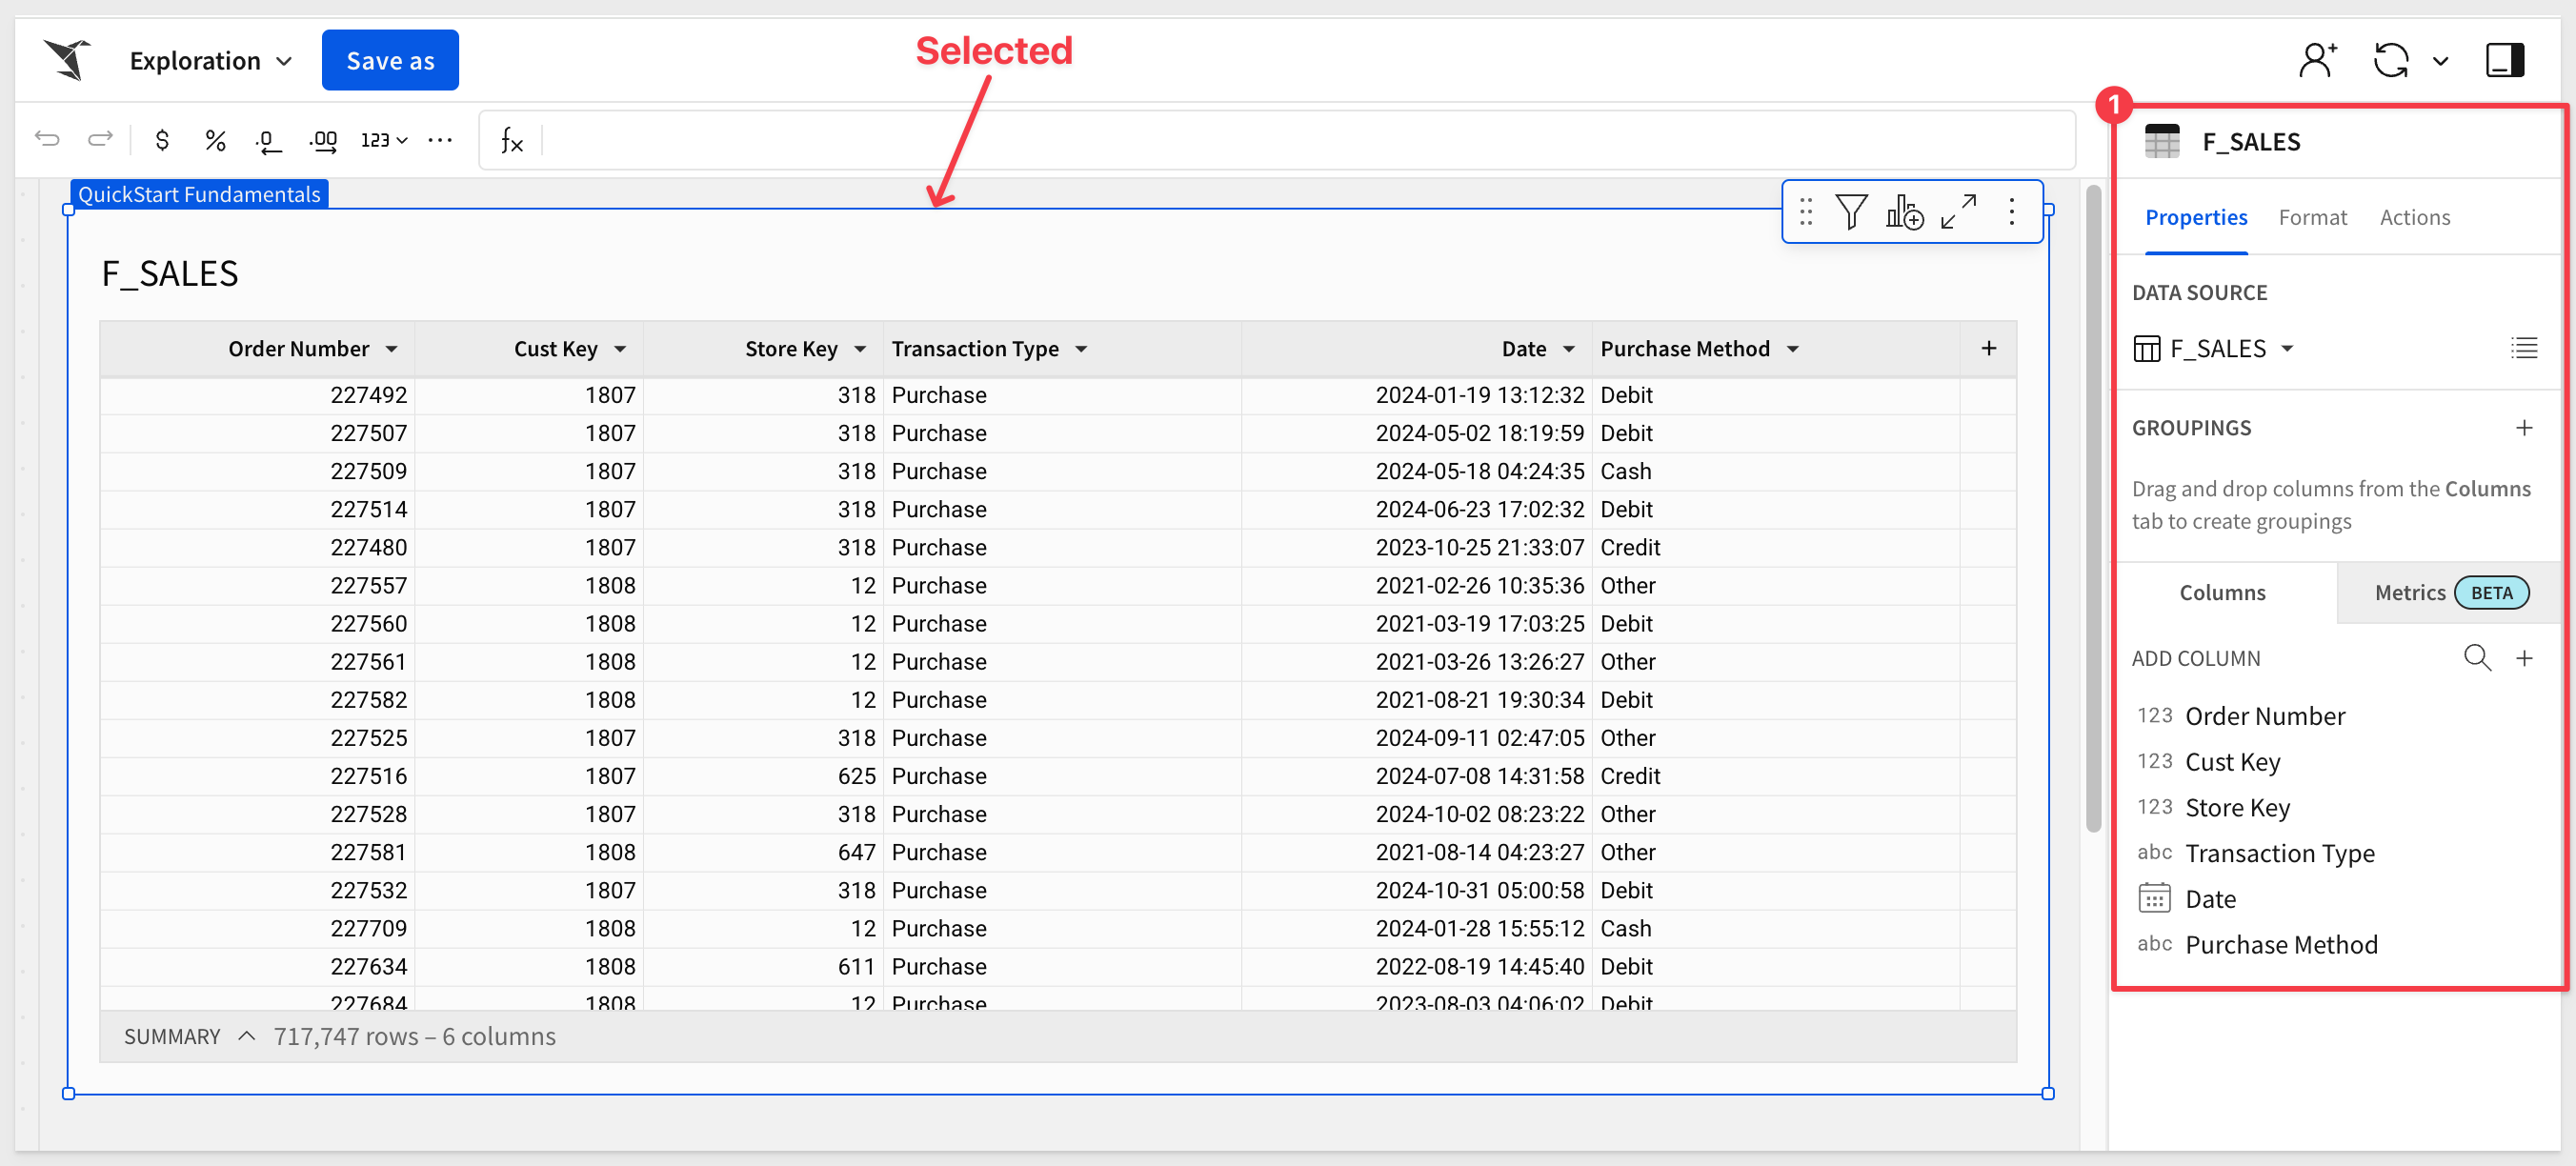 Exploration
Save as
Selected
1
$ % .0 .00 123 ...
fx
F_SALES
QuickStart Fundamentals
Properties Format Actions
F_SALES
DATA SOURCE
F_SALES
Order Number Cust Key Store Key Transaction Type Date Purchase Method +
227492 1807 318 Purchase 2024-01-19 13:12:32 Debit
227507 1807 318 Purchase 2024-05-02 18:19:59 Debit
227509 1807 318 Purchase 2024-05-18 04:24:35 Cash
227514 1807 318 Purchase 2024-06-23 17:02:32 Debit
227480 1807 318 Purchase 2023-10-25 21:33:07 Credit
227557 1808 12 Purchase 2021-02-26 10:35:36 Other
227560 1808 12 Purchase 2021-03-19 17:03:25 Debit
227561 1808 12 Purchase 2021-03-26 13:26:27 Other
227582 1808 12 Purchase 2021-08-21 19:30:34 Debit
227525 1807 318 Purchase 2024-09-11 02:47:05 Other
227516 1807 625 Purchase 2024-07-08 14:31:58 Credit
227528 1807 318 Purchase 2024-10-02 08:23:22 Other
227581 1808 647 Purchase 2021-08-14 04:23:27 Other
227532 1807 318 Purchase 2024-10-31 05:00:58 Debit
227709 1808 12 Purchase 2024-01-28 15:55:12 Cash
227634 1808 611 Purchase 2022-08-19 14:45:40 Debit
227684 1808 12 Purchase 2023-08-03 04:06:02 Debit
SUMMARY 717,747 rows – 6 columns
GROUPINGS +
Drag and drop columns from the Columns
tab to create groupings
Columns Metrics BETA
ADD COLUMN +
123 Order Number
123 Cust Key
123 Store Key
abc Transaction Type
Date
abc Purchase Method